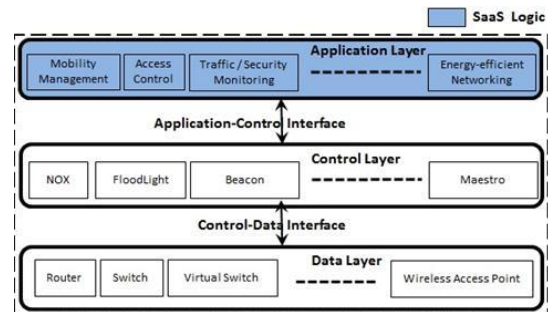 SaaS Logic
Application Layer
Mobility
Management
Access
Control
Traffic / Security
Monitoring
Energy-efficient
Networking
Application-Control Interface
Control Layer
NOX
FloodLight
Beacon
Maestro
Control-Data Interface
Data Layer
Router
Switch
Virtual Switch
Wireless Access Point